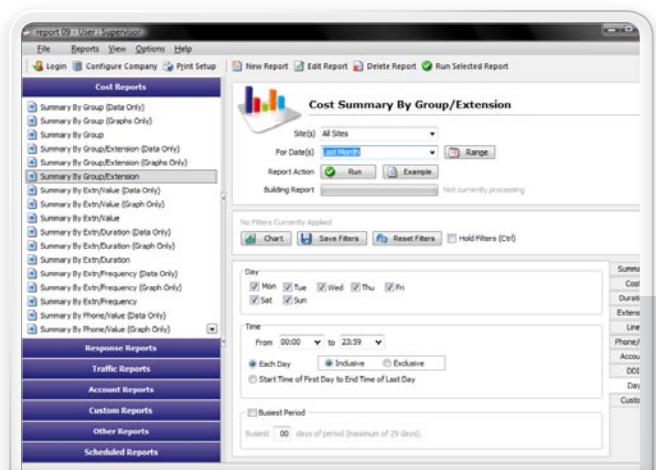 report 09 - User : Supervisor
File Reports View Options Help
Login Configure Company Print Setup New Report Edit Report Delete Report Run Selected Report
Cost Reports
Summary By Group (Data Only)
Summary By Group (Graphs Only)
Summary By Group
Summary By Group/Extension (Data Only)
Summary By Group/Extension (Graphs Only)
Summary By Group/Extension
Summary By Extn/Value (Data Only)
Summary By Extn/Value (Graph Only)
Summary By Extn/Value
Summary By Extn/Duration (Data Only)
Summary By Extn/Duration (Graph Only)
Summary By Extn/Duration
Summary By Extn/Frequency (Data Only)
Summary By Extn/Frequency (Graph Only)
Summary By Extn/Frequency
Summary By Phone/Value (Data Only)
Summary By Phone/Value (Graph Only)
Response Reports
Traffic Reports
Account Reports
Custom Reports
Other Reports
Scheduled Reports
Cost Summary By Group/Extension
Site(s) All Sites
For Date(s) Last Month Range
Report Action Run Example
Building Report Not currently processing
No Filters Currently Applied
Chart Save Filters Reset Filters Hold Filters (Ctrl)
Day
Mon Tue Wed Thu Fri
Sat Sun
Time
From 00:00 to 23:59
Each Day Inclusive Exclusive
Start Time of First Day to End Time of Last Day
Busiest Period
Busiest 00 days of period (maximum of 29 days).
Summa
Cost
Durati
Extens
Line
Phone/
Accou
DDI
Day
Custo